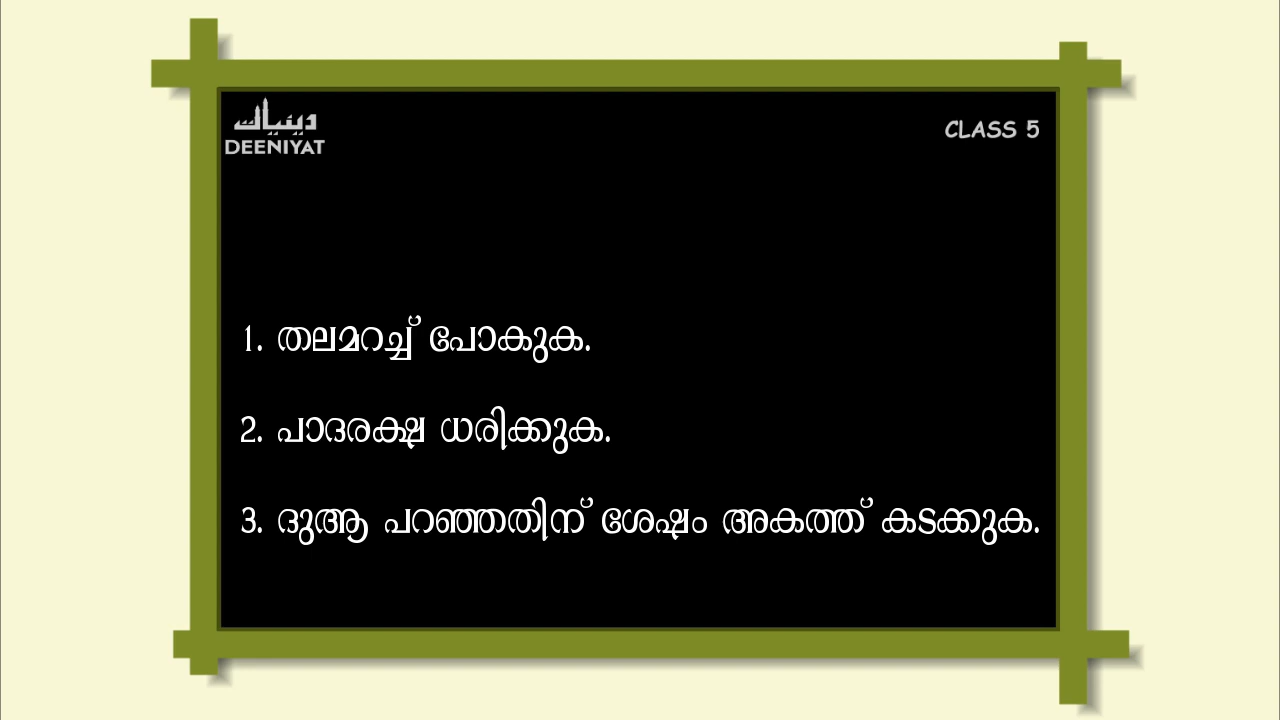 دينيات
DEENIYAT
CLASS 5
1. തലമറച്ച് പോകുക.
2. പാദരക്ഷ ധരിക്കുക.
3. ദുആ പറഞ്ഞതിന് ശേഷം അകത്ത് കടക്കുക.